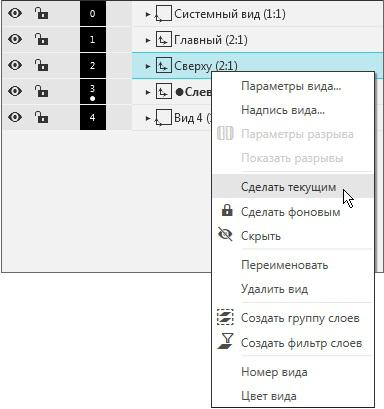 0 Системный вид (1:1)
1 Главный (2:1)
2 Сверху (2:1)
3 Слев
4 Вид 4 (
Параметры вида...
Надпись вида...
Параметры разрыва
Показать разрывы
Сделать текущим
Сделать фоновым
Скрыть
Переименовать
Удалить вид
Создать группу слоев
Создать фильтр слоев
Номер вида
Цвет вида